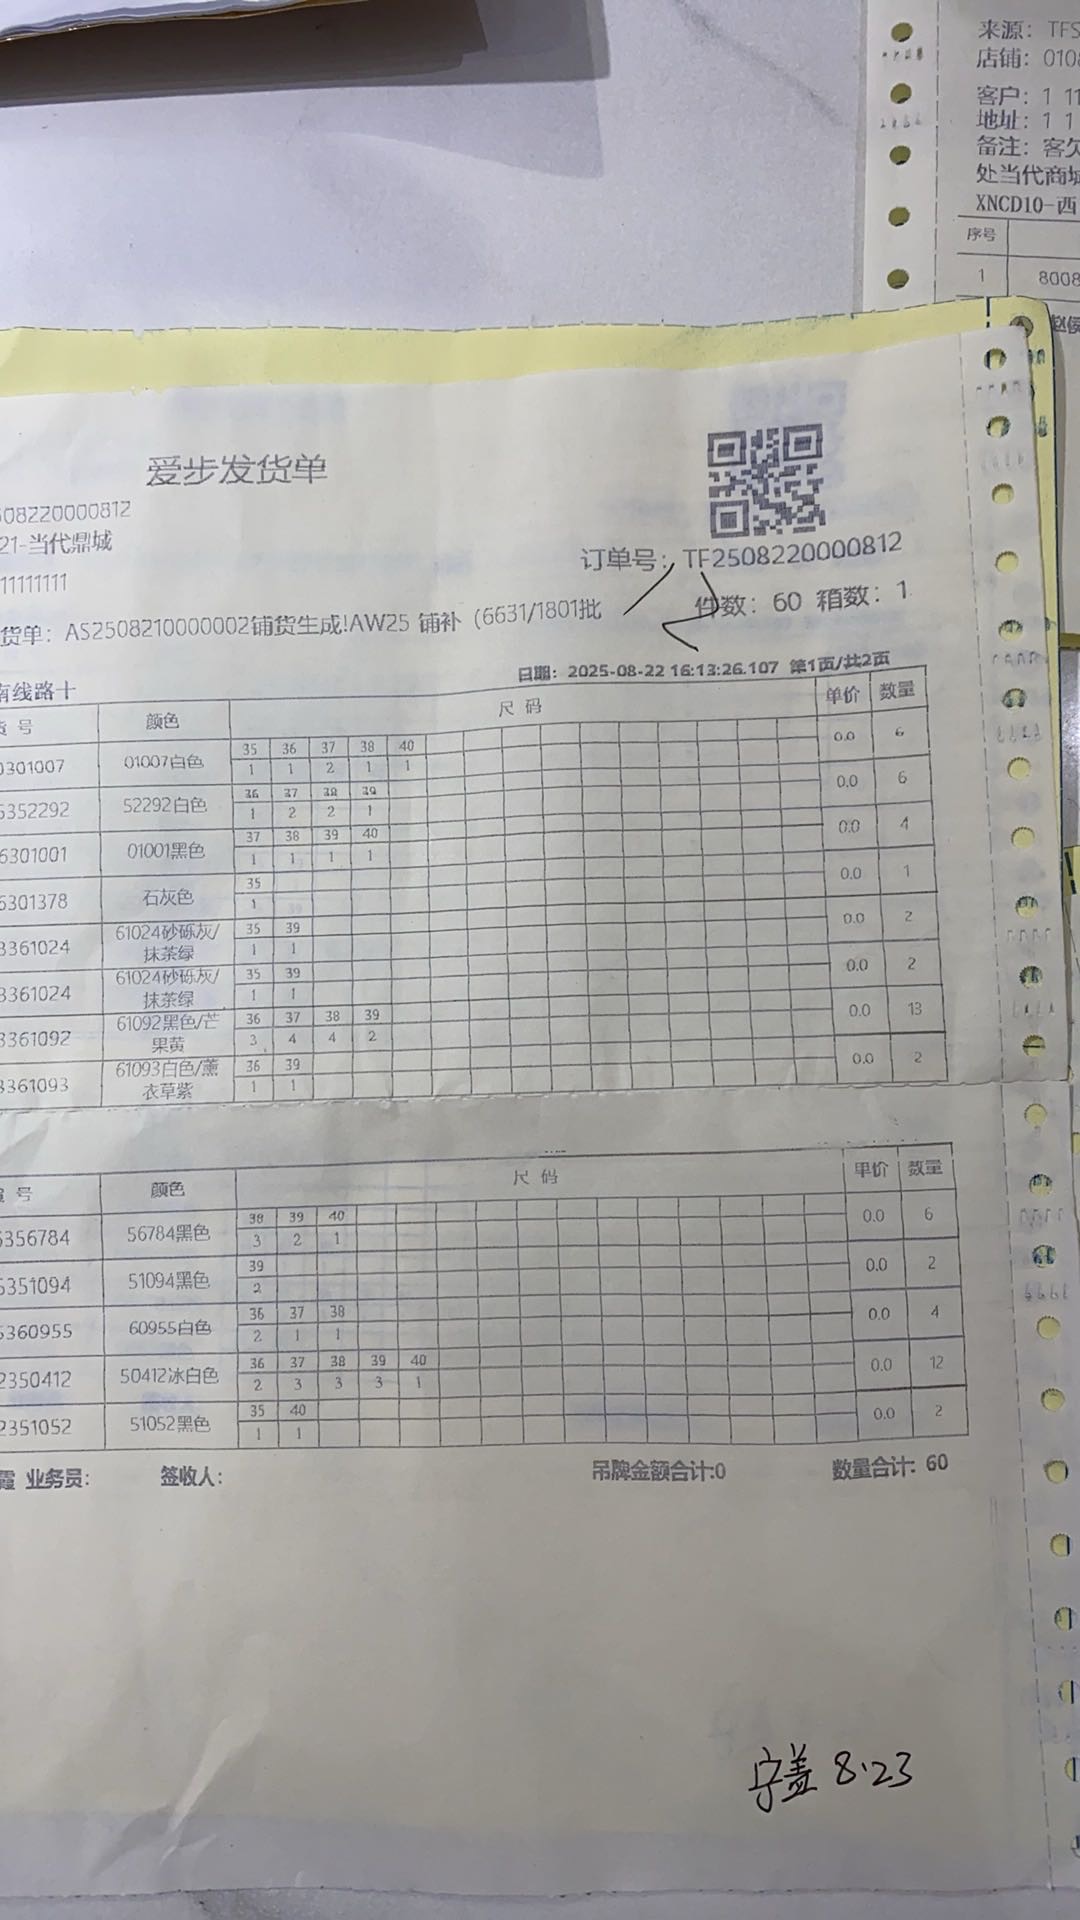 来源：TFS
店铺：0108
客户：1 11
地址：1 1
备注：客欠
处当代商城
XNCD10-西
序号
1 8008
爱步发货单
508220000812
21-当代鼎城
11111111
订单号：TF2508220000812
件数：60 箱数：1
货单：AS2508210000002铺货生成!AW25 铺补（6631/1801批
日期：2025-08-22 16:13:26.107 第1页/共2页
南线路十
货 号 颜色 尺 码 单价 数量
0301007 01007白色 35 36 37 38 40 0.0 6
1 1 2 1 1
5352292 52292白色 36 37 38 39 0.0 6
1 2 2 1
6301001 01001黑色 37 38 39 40 0.0 4
1 1 1 1
6301378 石灰色 35 0.0 1
1
3361024 61024砂砾灰/抹茶绿 35 39 0.0 2
1 1
3361024 61024砂砾灰/抹茶绿 35 39 0.0 2
1 1
3361092 61092黑色/芒果黄 36 37 38 39 0.0 13
3 4 4 2
3361093 61093白色/薰衣草紫 36 39 0.0 2
1 1
号 颜色 尺 码 单价 数量
6356784 56784黑色 38 39 40 0.0 6
3 2 1
5351094 51094黑色 39 0.0 2
2
5360955 60955白色 36 37 38 0.0 4
2 1 1
2350412 50412冰白色 36 37 38 39 40 0.0 12
2 3 3 3 1
2351052 51052黑色 35 40 0.0 2
1 1
霞 业务员： 签收人： 吊牌金额合计:0 数量合计: 60
8.23